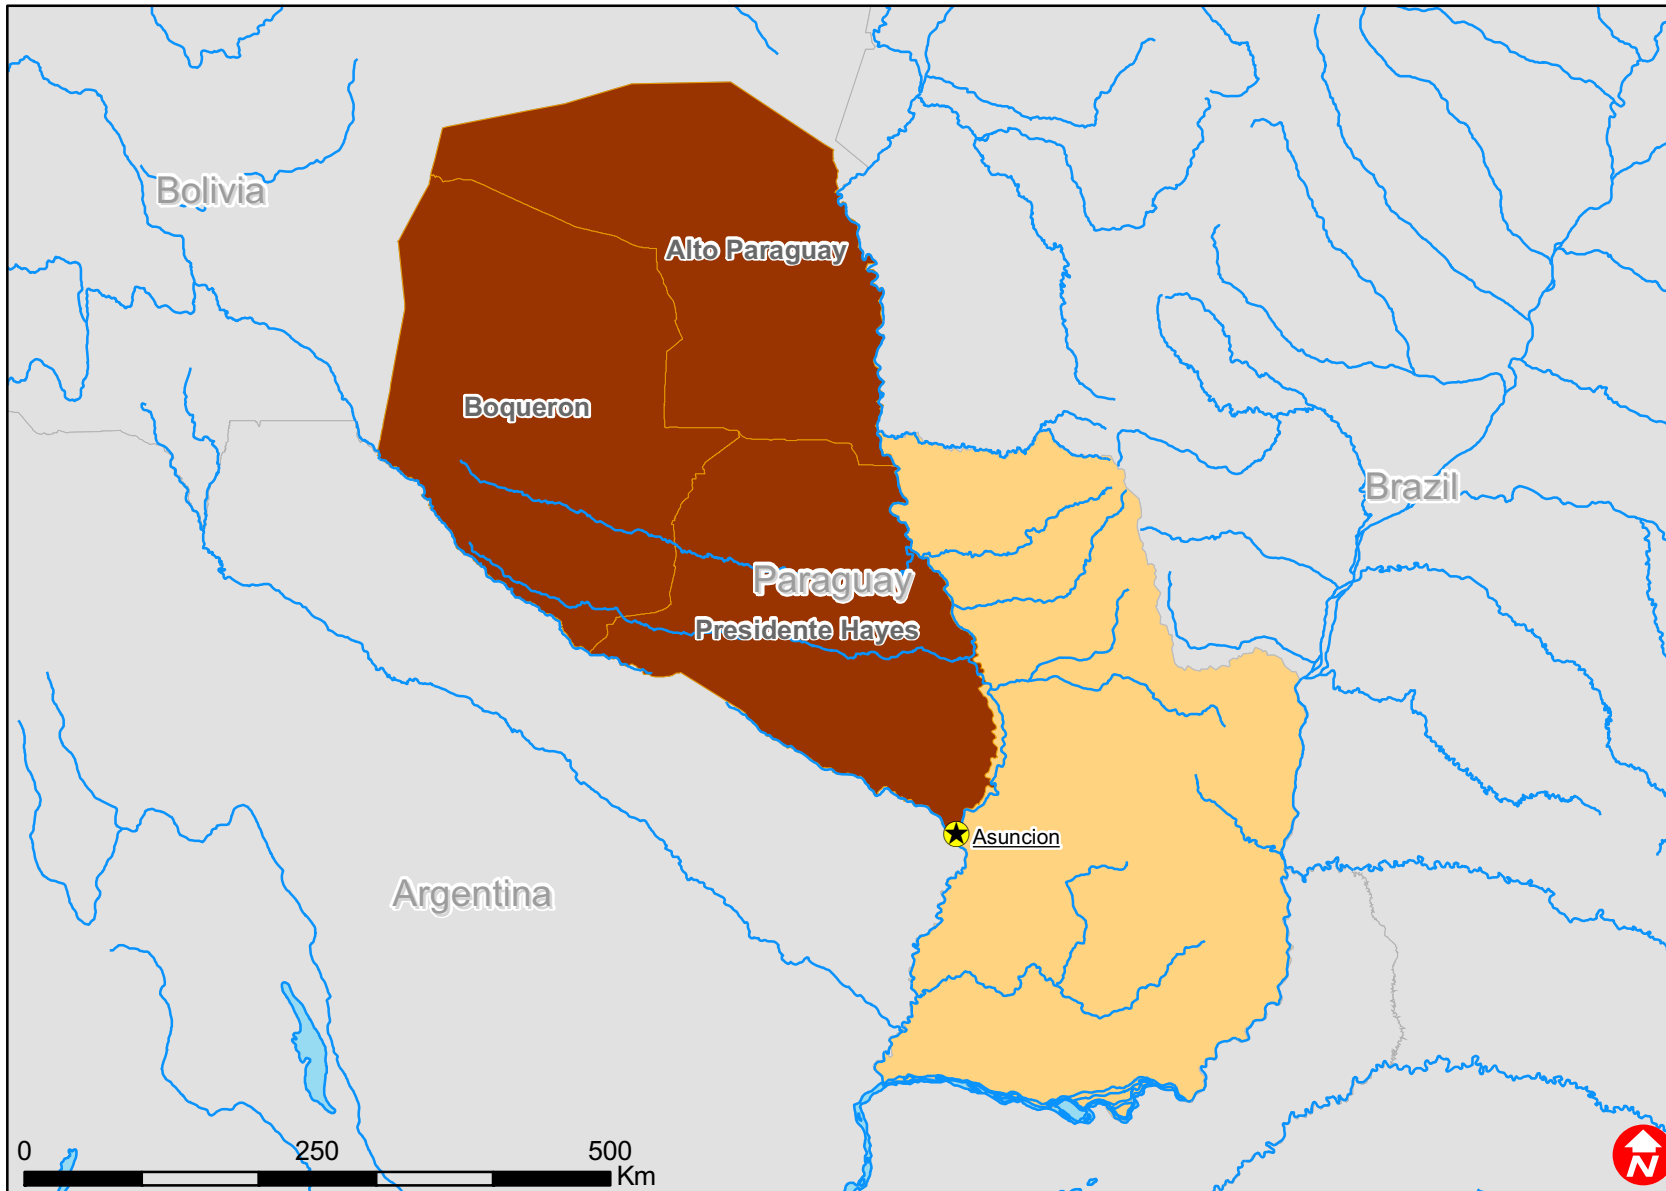 Bolivia
Alto Paraguay
Boqueron
Brazil
Paraguay
Presidente Hayes
Asuncion
Argentina
0 250 500
Km
N